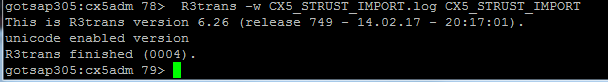 gotsap305:cx5adm 78>  R3trans -w CX5_STRUST_IMPORT.log CX5_STRUST_IMPORT
This is R3trans version 6.26 (release 749 - 14.02.17 - 20:17:01).
unicode enabled version
R3trans finished (0004).
gotsap305:cx5adm 79>